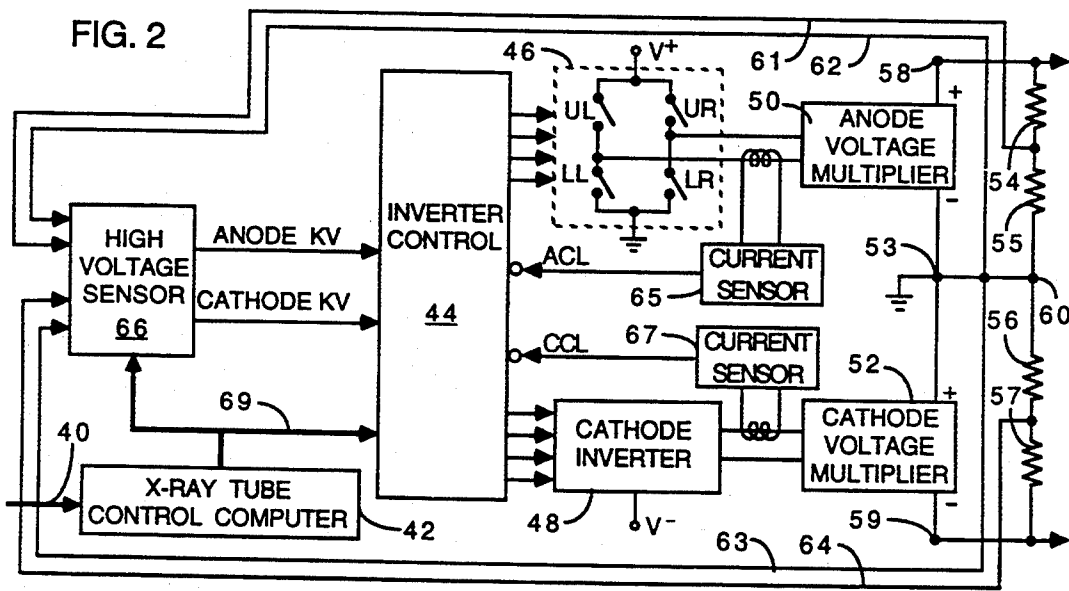 FIG. 2
61
62
V+
46
58
UL
UR
50
+
ANODE
VOLTAGE
MULTIPLIER
54
LL
LR
-
55
INVERTER
CONTROL
44
HIGH
VOLTAGE
SENSOR
66
ANODE KV
CATHODE KV
ACL
65
CURRENT
SENSOR
53
60
CCL
67
CURRENT
SENSOR
56
52
+
57
69
CATHODE
INVERTER
CATHODE
VOLTAGE
MULTIPLIER
40
X-RAY TUBE
CONTROL COMPUTER
42
48
V-
-
59
63
64